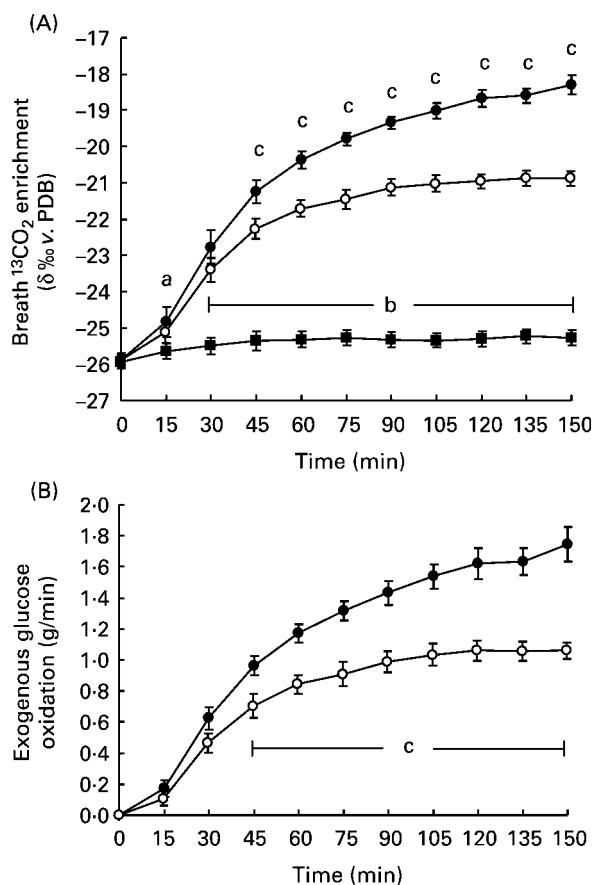 (A)
Breath ¹³CO₂ enrichment
(δ‰ v. PDB)
–17
–18
–19
–20
–21
–22
–23
–24
–25
–26
–27
a
c c c c c c c c
b
0 15 30 45 60 75 90 105 120 135 150
Time (min)
(B)
Exogenous glucose
oxidation (g/min)
2·0
1·8
1·6
1·4
1·2
1·0
0·8
0·6
0·4
0·2
0·0
c
0 15 30 45 60 75 90 105 120 135 150
Time (min)